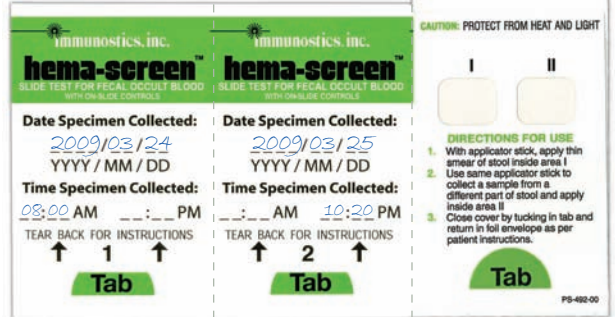 immunostics, inc.
hema-screen™
SLIDE TEST FOR FECAL OCCULT BLOOD
WITH ON-SLIDE CONTROLS
Date Specimen Collected:
2009/03/24
YYYY / MM / DD
Time Specimen Collected:
08:00 AM __:__ PM
TEAR BACK FOR INSTRUCTIONS
1
Tab
immunostics, inc.
hema-screen™
SLIDE TEST FOR FECAL OCCULT BLOOD
WITH ON-SLIDE CONTROLS
Date Specimen Collected:
2009/03/25
YYYY / MM / DD
Time Specimen Collected:
__:__ AM 10:20 PM
TEAR BACK FOR INSTRUCTIONS
2
Tab
CAUTION: PROTECT FROM HEAT AND LIGHT
I II
DIRECTIONS FOR USE
1. With applicator stick, apply thin
smear of stool inside area I
2. Use same applicator stick to
collect a sample from a
different part of stool and apply
inside area II
3. Close cover by tucking in tab and
return in foil envelope as per
patient instructions.
Tab
PS-492-00